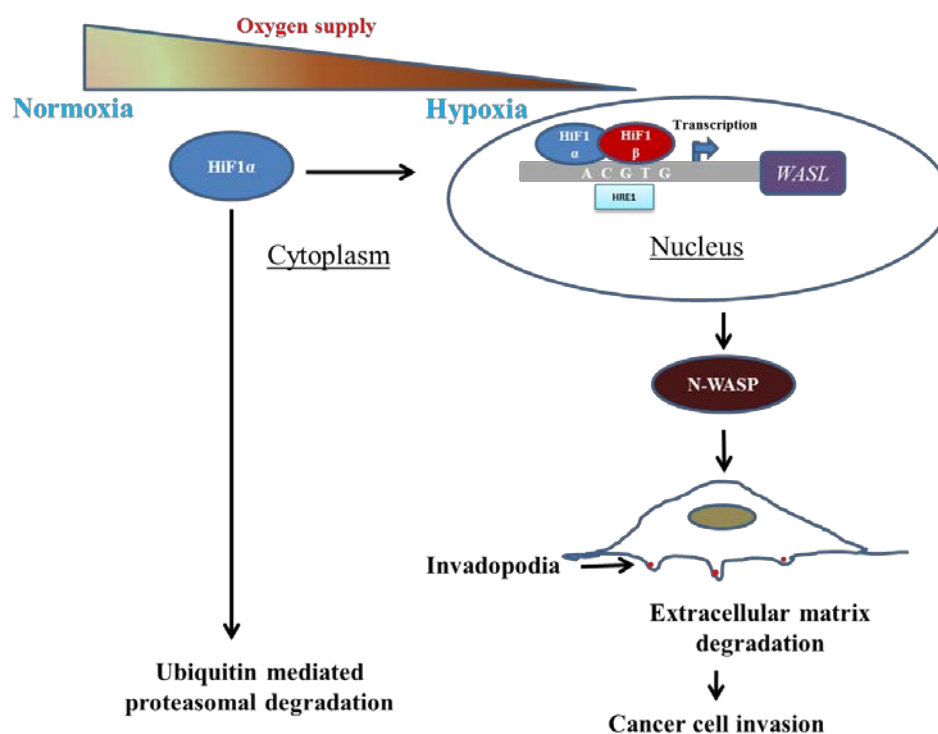 Oxygen supply
Normoxia
Hypoxia
HiF1α
HiF1
α
HiF1
β
Transcription
A C G T G
HRE1
WASL
Cytoplasm
Nucleus
N-WASP
Invadopodia
Extracellular matrix
degradation
Ubiquitin mediated
proteasomal degradation
Cancer cell invasion